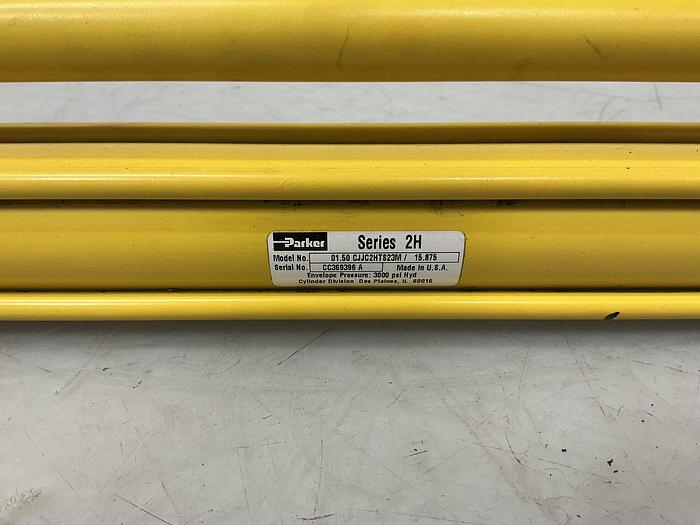 Parker Series 2H
Model No. 01.50 CJJC2HTS23M / 15.875
Serial No. CC369396 A Made in U.S.A.
Envelope Pressure: 3000 psi Hyd
Cylinder Division Des Plaines, IL 60016